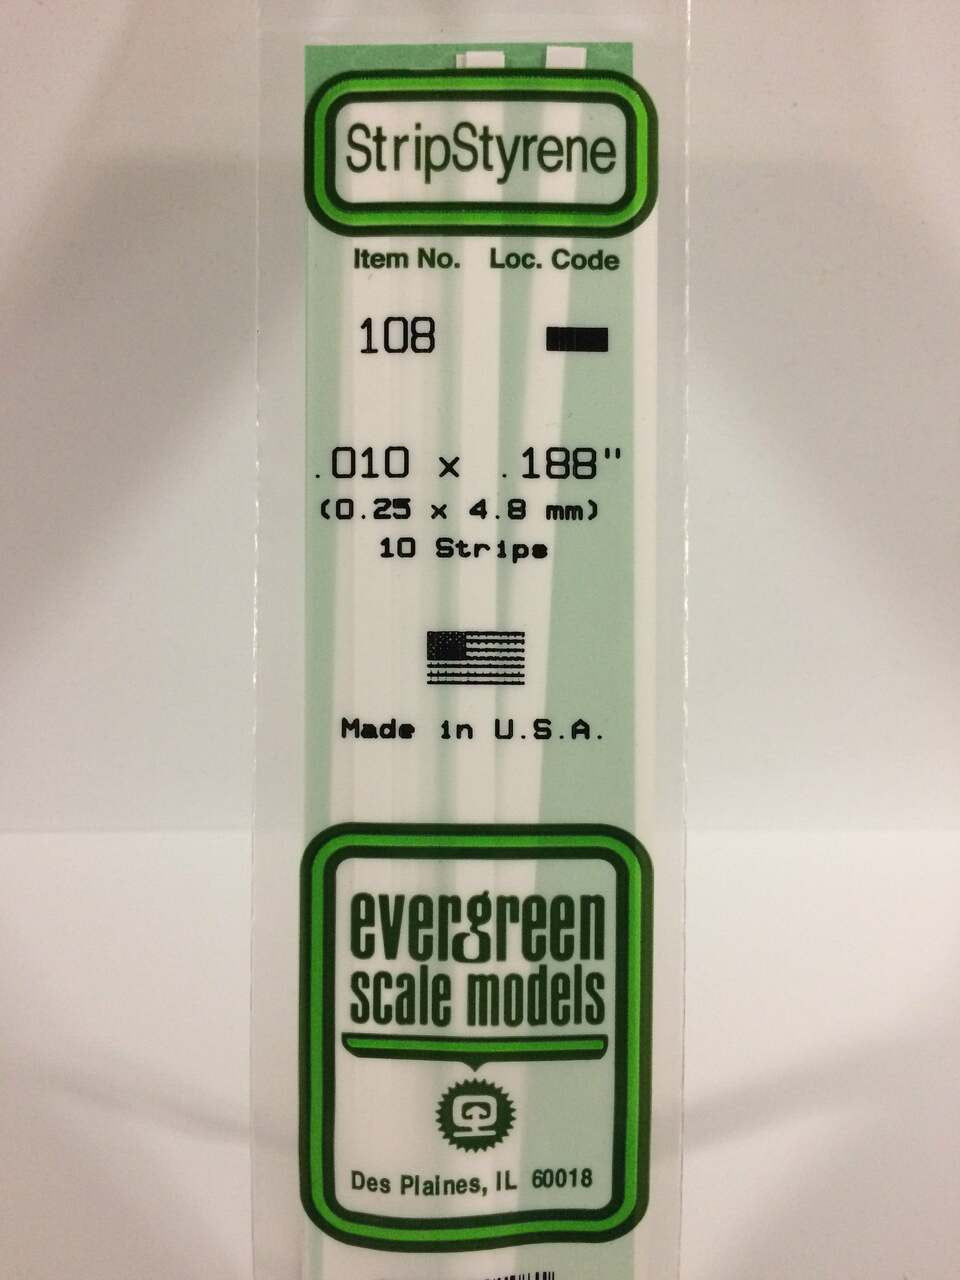 StripStyrene
Item No. Loc. Code
108
.010 x .188"
(0.25 x 4.8 mm)
10 Strips
Made in U.S.A.
evergreen
scale models
Des Plaines, IL 60018